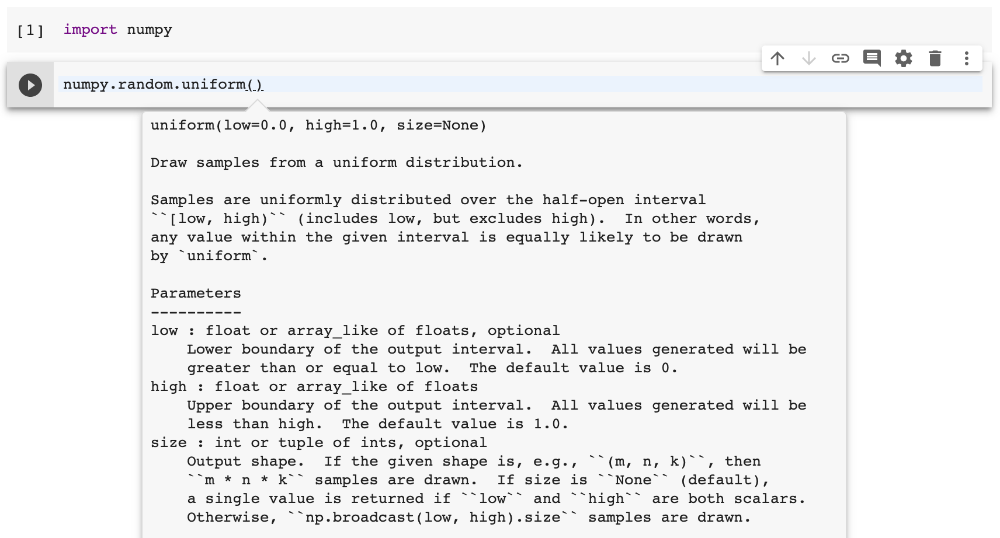 [1] import numpy
numpy.random.uniform()
uniform(low=0.0, high=1.0, size=None)
Draw samples from a uniform distribution.
Samples are uniformly distributed over the half-open interval
``[low, high)`` (includes low, but excludes high).  In other words,
any value within the given interval is equally likely to be drawn
by `uniform`.
Parameters
----------
low : float or array_like of floats, optional
    Lower boundary of the output interval.  All values generated will be
    greater than or equal to low.  The default value is 0.
high : float or array_like of floats
    Upper boundary of the output interval.  All values generated will be
    less than high.  The default value is 1.0.
size : int or tuple of ints, optional
    Output shape.  If the given shape is, e.g., ``(m, n, k)``, then
    ``m * n * k`` samples are drawn.  If size is ``None`` (default),
    a single value is returned if ``low`` and ``high`` are both scalars.
    Otherwise, ``np.broadcast(low, high).size`` samples are drawn.